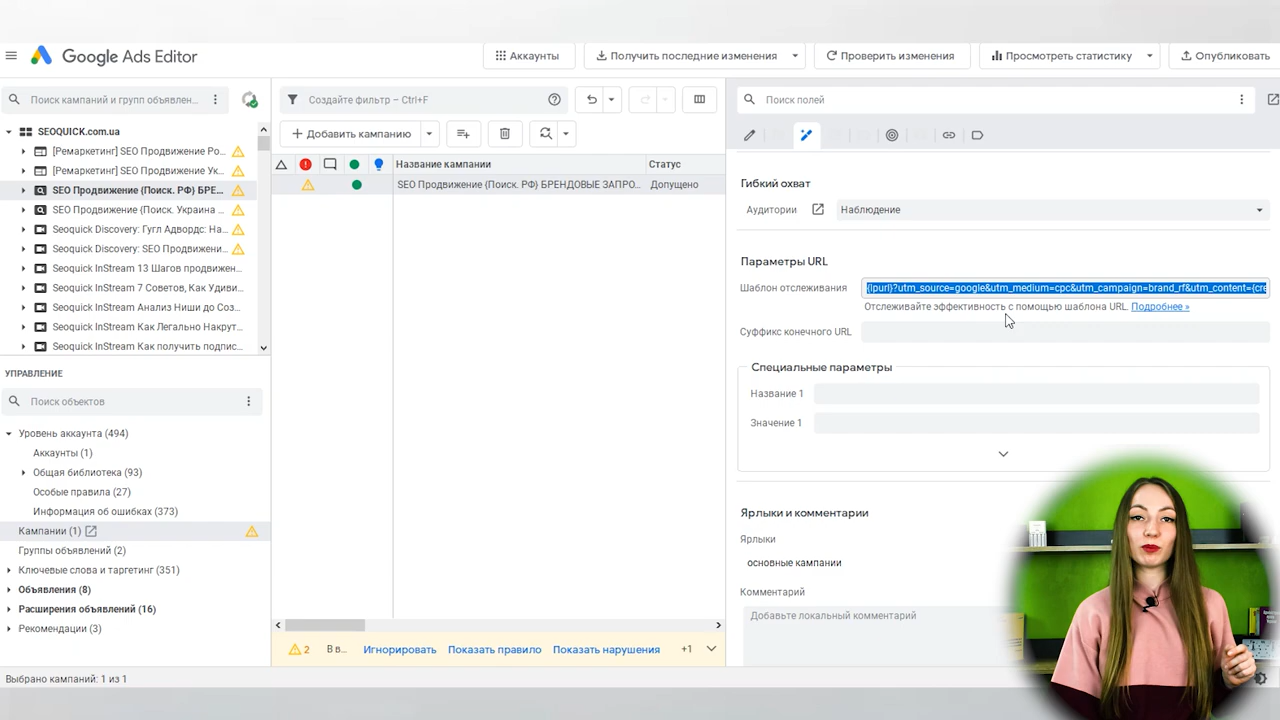 Google Ads Editor
Аккаунты
Получить последние изменения
Проверить изменения
Просмотреть статистику
Опубликовать
Поиск кампаний и групп объявлен...
SEOQUICK.com.ua
[Ремаркетинг] SEO Продвижение Ро...
[Ремаркетинг] SEO Продвижение Ук...
SEO Продвижение (Поиск. РФ) БРЕ...
SEO Продвижение (Поиск. Украина ...
Seoquick Discovery: Гугл Адвордс: На...
Seoquick Discovery: SEO Продвижени...
Seoquick InStream 13 Шагов продвижен...
Seoquick InStream 7 Советов, Как Удиви...
Seoquick InStream Анализ Ниши до Соз...
Seoquick InStream Как Легально Накрут...
Seoquick InStream Как получить подпис...
УПРАВЛЕНИЕ
Поиск объектов
Уровень аккаунта (494)
Аккаунты (1)
Общая библиотека (93)
Особые правила (27)
Информация об ошибках (373)
Кампании (1)
Группы объявлений (2)
Ключевые слова и таргетинг (351)
Объявления (8)
Расширения объявлений (16)
Рекомендации (3)
Выбрано кампаний: 1 из 1
Создайте фильтр – Ctrl+F
Добавить кампанию
Название кампании Статус
SEO Продвижение (Поиск. РФ) БРЕНДОВЫЕ ЗАПРО... Допущено
2 В в... Игнорировать Показать правило Показать нарушения +1
Поиск полей
Гибкий охват
Аудитории Наблюдение
Параметры URL
Шаблон отслеживания {lpurl}?utm_source=google&utm_medium=cpc&utm_campaign=brand_rf&utm_content={cre
Отслеживайте эффективность с помощью шаблона URL. Подробнее »
Суффикс конечного URL
Специальные параметры
Название 1
Значение 1
Ярлыки и комментарии
Ярлыки
основные кампании
Комментарий
Добавьте локальный комментарий